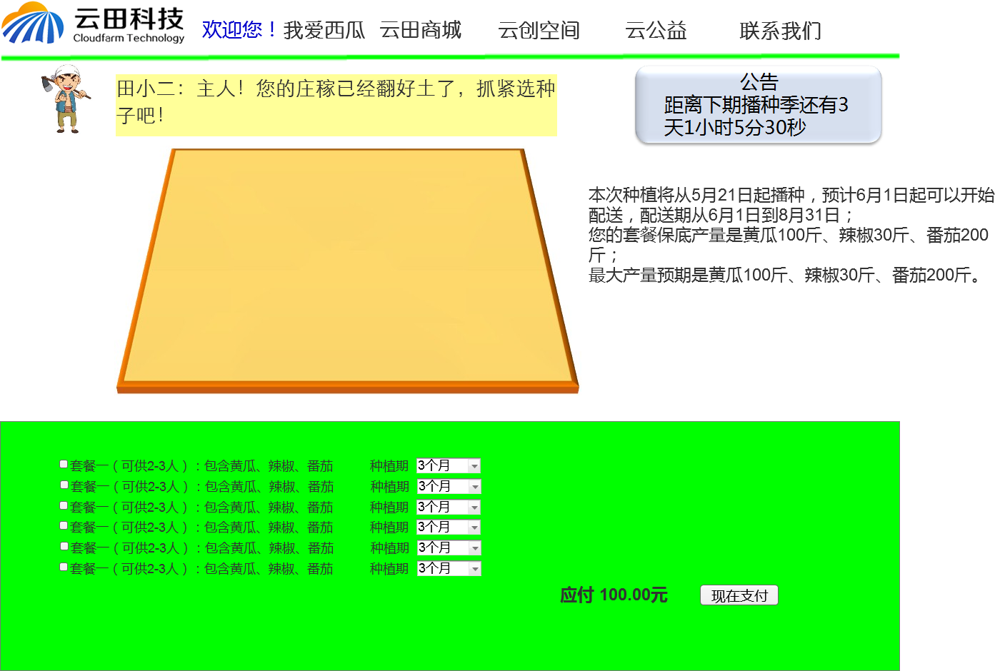 云田科技
Cloudfarm Technology
欢迎您！我爱西瓜 云田商城 云创空间 云公益 联系我们
田小二：主人！您的庄稼已经翻好土了，抓紧选种
子吧！
公告
距离下期播种季还有3
天1小时5分30秒
本次种植将从5月21日起播种，预计6月1日起可以开始
配送，配送期从6月1日到8月31日；
您的套餐保底产量是黄瓜100斤、辣椒30斤、番茄200
斤；
最大产量预期是黄瓜100斤、辣椒30斤、番茄200斤。
套餐一（可供2-3人）：包含黄瓜、辣椒、番茄 种植期 3个月
套餐一（可供2-3人）：包含黄瓜、辣椒、番茄 种植期 3个月
套餐一（可供2-3人）：包含黄瓜、辣椒、番茄 种植期 3个月
套餐一（可供2-3人）：包含黄瓜、辣椒、番茄 种植期 3个月
套餐一（可供2-3人）：包含黄瓜、辣椒、番茄 种植期 3个月
套餐一（可供2-3人）：包含黄瓜、辣椒、番茄 种植期 3个月
应付 100.00元 现在支付